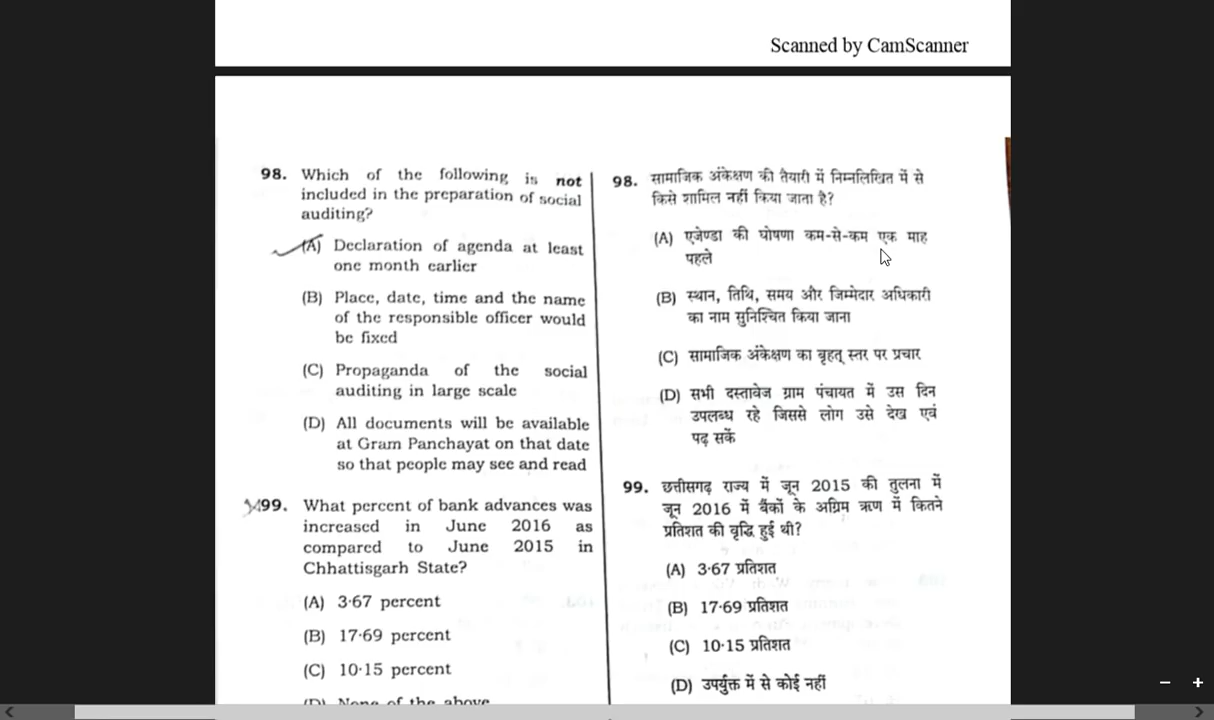 Scanned by CamScanner
98. Which of the following is not
included in the preparation of social
auditing?
(A) Declaration of agenda at least
one month earlier
(B) Place, date, time and the name
of the responsible officer would
be fixed
(C) Propaganda of the social
auditing in large scale
(D) All documents will be available
at Gram Panchayat on that date
so that people may see and read
99. What percent of bank advances was
increased in June 2016 as
compared to June 2015 in
Chhattisgarh State?
(A) 3·67 percent
(B) 17·69 percent
(C) 10·15 percent
(D) None of the above
98. सामाजिक अंकेक्षण की तैयारी में निम्नलिखित में से
किसे शामिल नहीं किया जाता है?
(A) एजेण्डा की घोषणा कम-से-कम एक माह
पहले
(B) स्थान, तिथि, समय और जिम्मेदार अधिकारी
का नाम सुनिश्चित किया जाना
(C) सामाजिक अंकेक्षण का बृहत् स्तर पर प्रचार
(D) सभी दस्तावेज ग्राम पंचायत में उस दिन
उपलब्ध रहे जिससे लोग उसे देख एवं
पढ़ सकें
99. छत्तीसगढ़ राज्य में जून 2015 की तुलना में
जून 2016 में बैंकों के अग्रिम ऋण में कितने
प्रतिशत की वृद्धि हुई थी?
(A) 3·67 प्रतिशत
(B) 17·69 प्रतिशत
(C) 10·15 प्रतिशत
(D) उपर्युक्त में से कोई नहीं